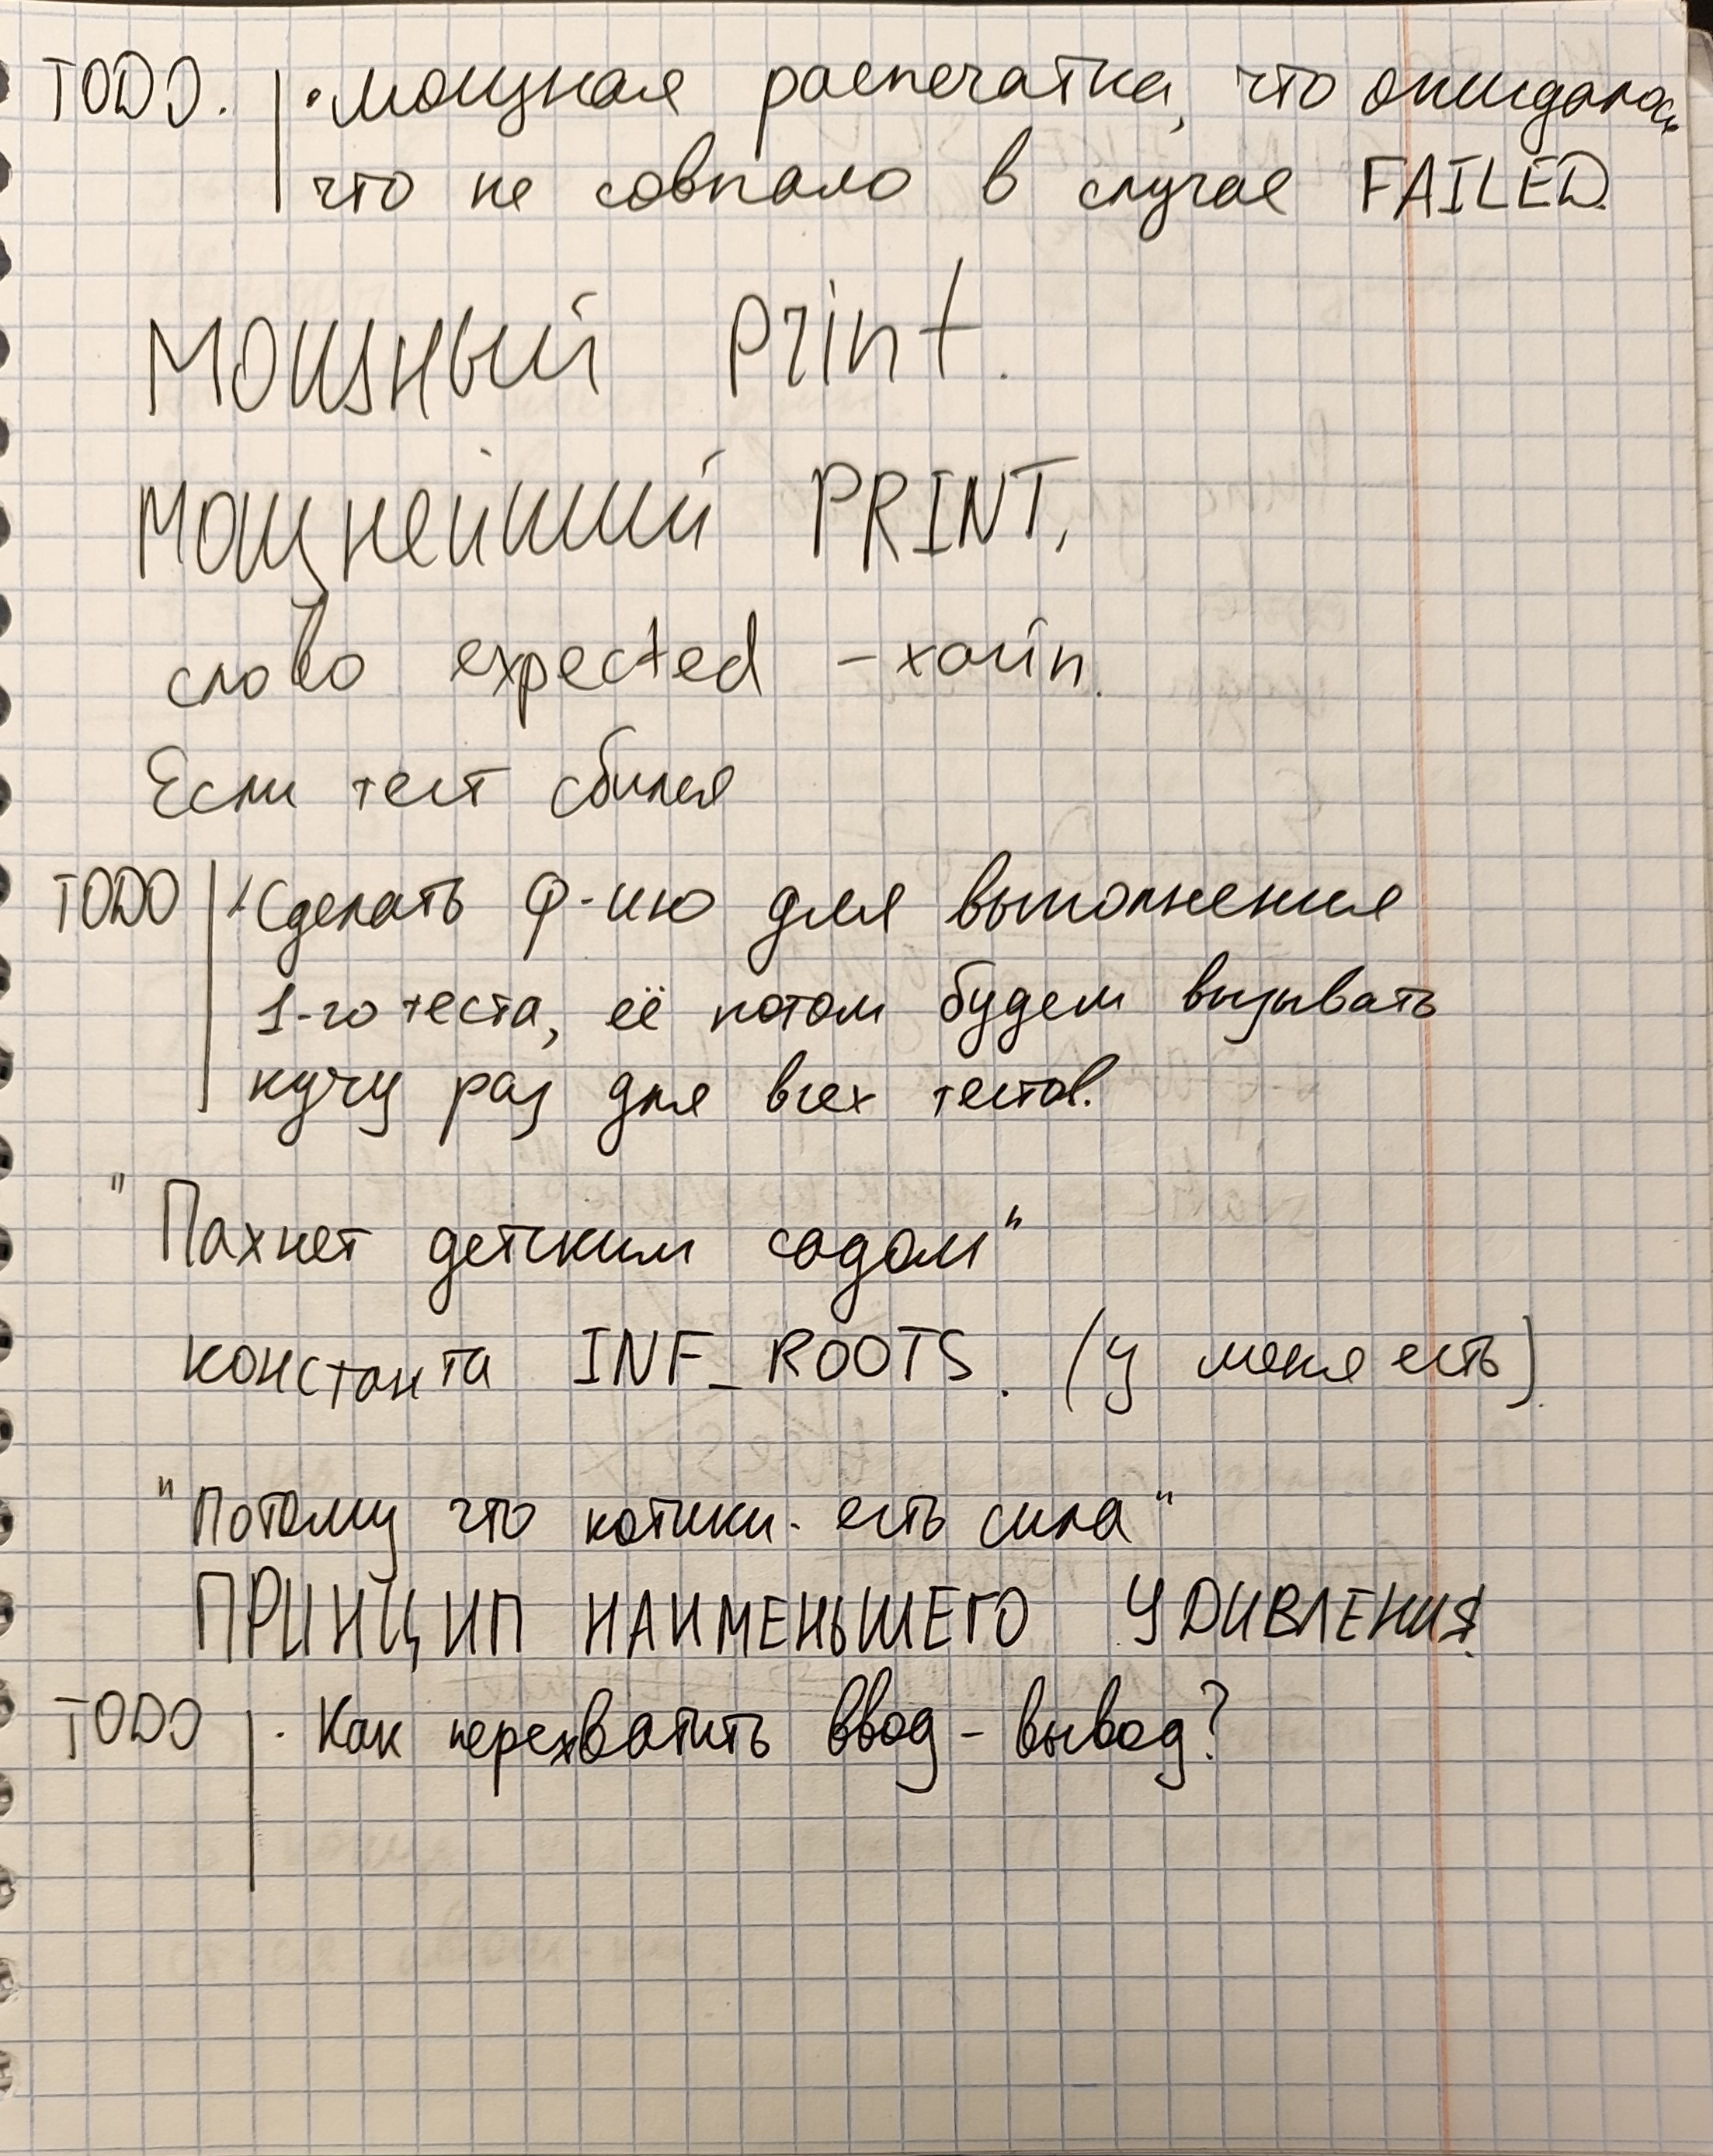 TODO. • мощная распечатка, что ожидалось,
что не совпало в случае FAILED.
МОЩНЫЙ print.
МОЩНЕЙШИЙ PRINT,
слово expected - хайп.
Если тест сбился
TODO • Сделать ф-ию для выполнения
1-го теста, её потом будем вызывать
кучу раз для всех тестов.
"Пахнет детским садом"
константа INF_ROOTS. (у меня есть).
"Потому что котики - есть сила"
ПРИНЦИП НАИМЕНЬШЕГО УДИВЛЕНИЯ.
TODO • Как перехватить ввод - вывод?